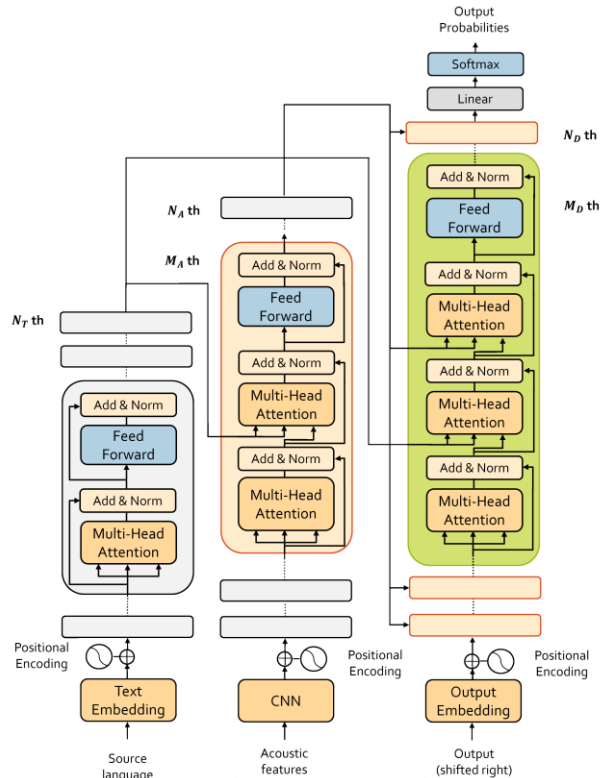 Output
Probabilities
Softmax
Linear
N_D th
Add & Norm
Feed
Forward
M_D th
Add & Norm
Multi-Head
Attention
Add & Norm
Multi-Head
Attention
Add & Norm
Multi-Head
Attention
Positional
Encoding
Output
Embedding
Output
(shifted right)
N_A th
M_A th
Add & Norm
Feed
Forward
Add & Norm
Multi-Head
Attention
Add & Norm
Multi-Head
Attention
Positional
Encoding
CNN
Acoustic
features
N_T th
Add & Norm
Feed
Forward
Add & Norm
Multi-Head
Attention
Positional
Encoding
Text
Embedding
Source
language